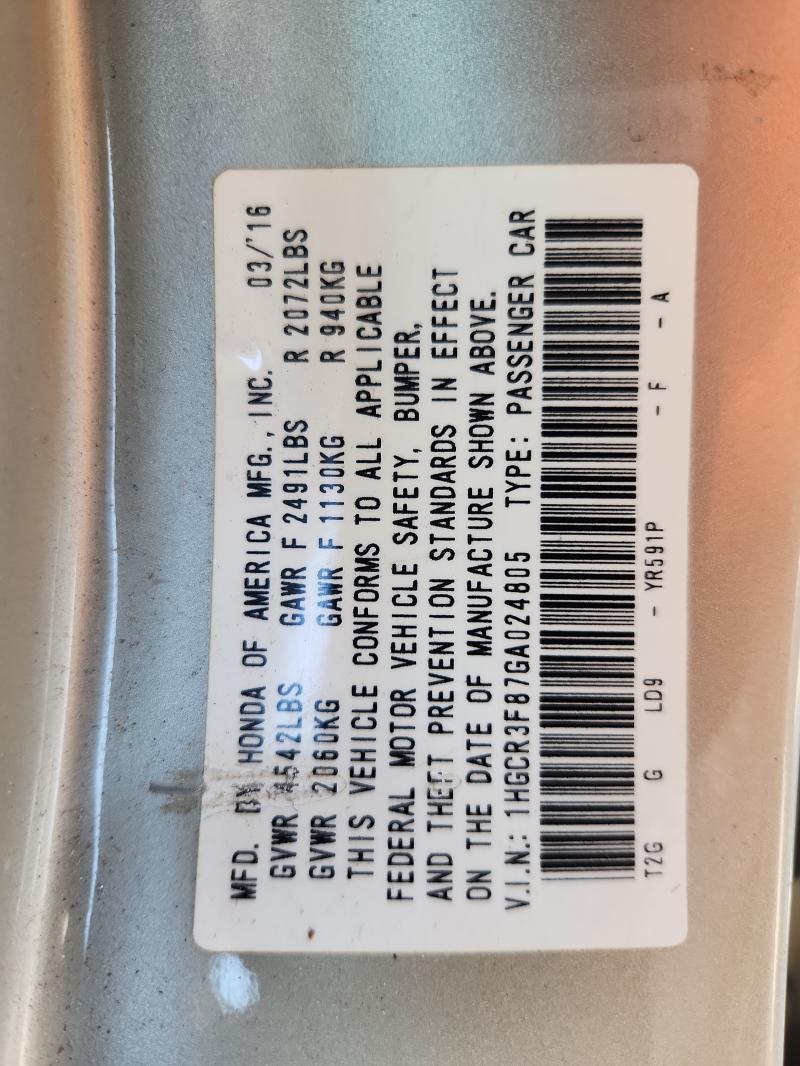 MFD. BY HONDA OF AMERICA MFG., INC. 03/'16
GVWR 4542LBS GAWR F 2491LBS R 2072LBS
GVWR 2060KG GAWR F 1130KG R 940KG
THIS VEHICLE CONFORMS TO ALL APPLICABLE
FEDERAL MOTOR VEHICLE SAFETY, BUMPER,
AND THEFT PREVENTION STANDARDS IN EFFECT
ON THE DATE OF MANUFACTURE SHOWN ABOVE.
V.I.N.: 1HGCR3F87GA024805 TYPE: PASSENGER CAR
T2G G LD9 - YR591P - F - A